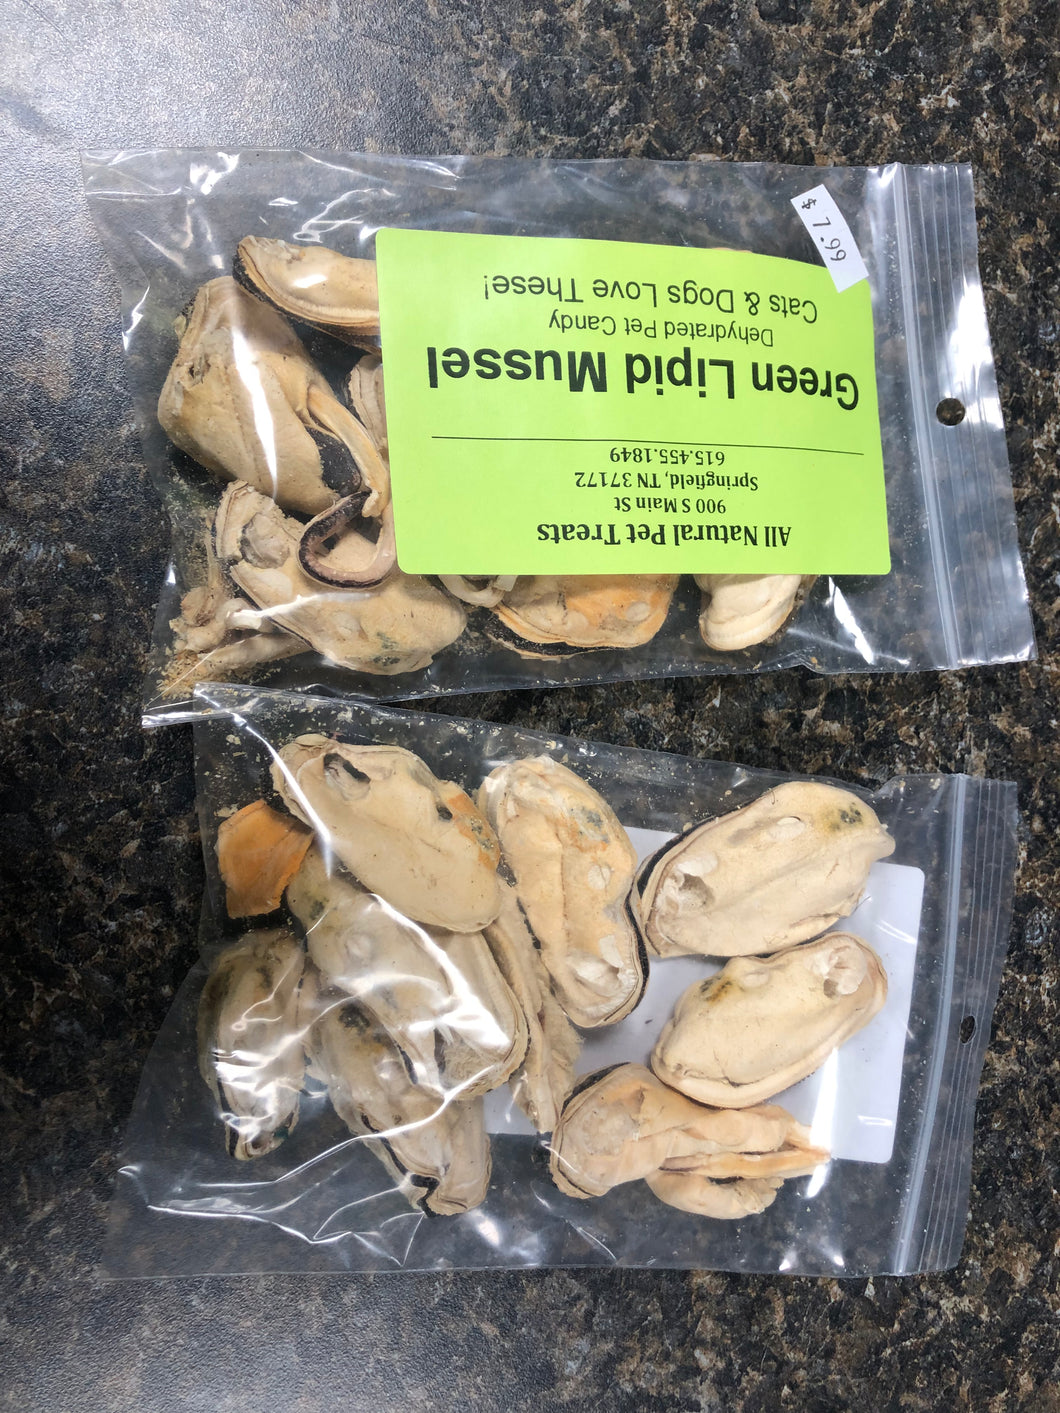 All Natural Pet Treats
900 S Main St
Springfield, TN 37172
615.455.1849
Green Lipid Mussel
Dehydrated Pet Candy
Cats & Dogs Love These!
$ 7.99